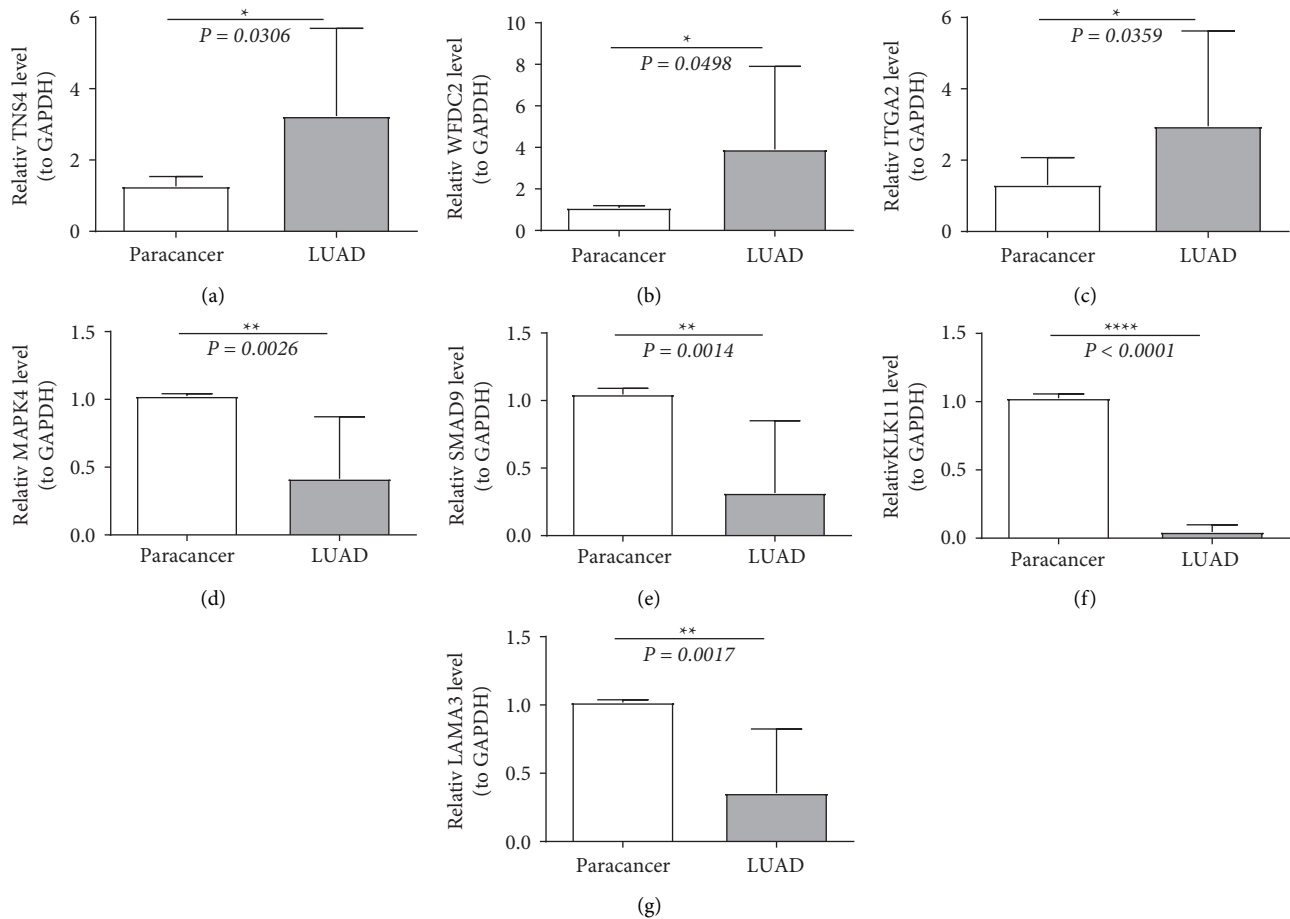 Relativ TNS4 level
(to GAPDH)
6
4
2
0
*
P = 0.0306
Paracancer
LUAD
(a)
Relativ WFDC2 level
(to GAPDH)
10
8
6
4
2
0
*
P = 0.0498
Paracancer
LUAD
(b)
Relativ ITGA2 level
(to GAPDH)
6
4
2
0
*
P = 0.0359
Paracancer
LUAD
(c)
Relativ MAPK4 level
(to GAPDH)
1.5
1.0
0.5
0.0
**
P = 0.0026
Paracancer
LUAD
(d)
Relativ SMAD9 level
(to GAPDH)
1.5
1.0
0.5
0.0
**
P = 0.0014
Paracancer
LUAD
(e)
RelativKLK11 level
(to GAPDH)
1.5
1.0
0.5
0.0
****
P < 0.0001
Paracancer
LUAD
(f)
Relativ LAMA3 level
(to GAPDH)
1.5
1.0
0.5
0.0
**
P = 0.0017
Paracancer
LUAD
(g)